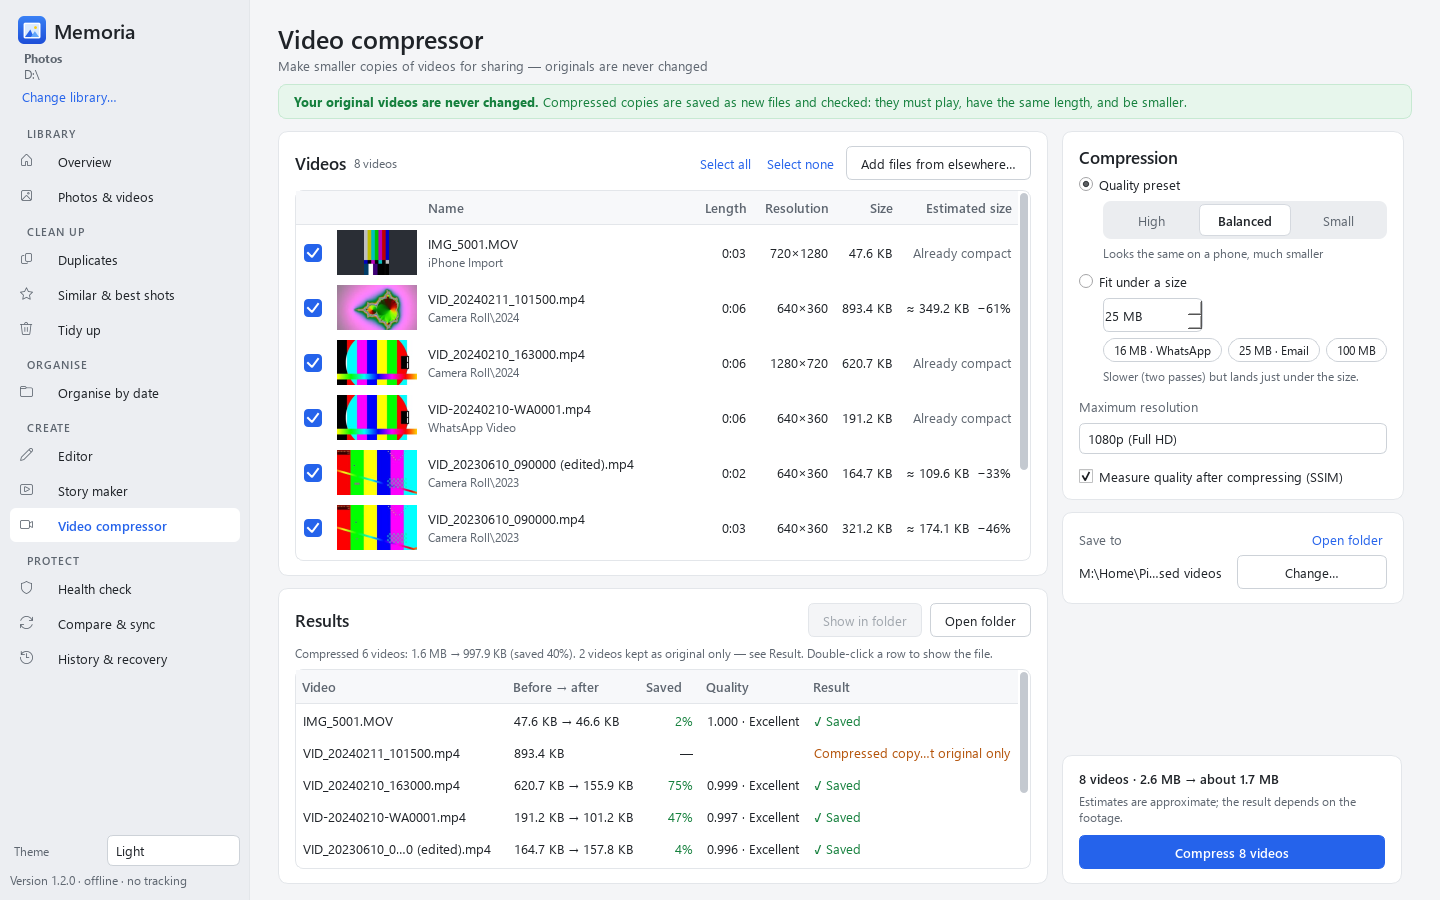 Memoria
Photos
D:\
Change library...
LIBRARY
Overview
Photos & videos
CLEAN UP
Duplicates
Similar & best shots
Tidy up
ORGANISE
Organise by date
CREATE
Editor
Story maker
Video compressor
PROTECT
Health check
Compare & sync
History & recovery
Theme
Light
Version 1.2.0 · offline · no tracking
Video compressor
Make smaller copies of videos for sharing — originals are never changed
Your original videos are never changed. Compressed copies are saved as new files and checked: they must play, have the same length, and be smaller.
Videos 8 videos Select all Select none Add files from elsewhere...
Name Length Resolution Size Estimated size
IMG_5001.MOV 0:03 720×1280 47.6 KB Already compact
iPhone Import
VID_20240211_101500.mp4 0:06 640×360 893.4 KB ≈ 349.2 KB −61%
Camera Roll\2024
VID_20240210_163000.mp4 0:06 1280×720 620.7 KB Already compact
Camera Roll\2024
VID-20240210-WA0001.mp4 0:06 640×360 191.2 KB Already compact
WhatsApp Video
VID_20230610_090000 (edited).mp4 0:02 640×360 164.7 KB ≈ 109.6 KB −33%
Camera Roll\2023
VID_20230610_090000.mp4 0:03 640×360 321.2 KB ≈ 174.1 KB −46%
Camera Roll\2023
Results Show in folder Open folder
Compressed 6 videos: 1.6 MB → 997.9 KB (saved 40%). 2 videos kept as original only — see Result. Double-click a row to show the file.
Video Before → after Saved Quality Result
IMG_5001.MOV 47.6 KB → 46.6 KB 2% 1.000 · Excellent ✓ Saved
VID_20240211_101500.mp4 893.4 KB — Compressed copy...t original only
VID_20240210_163000.mp4 620.7 KB → 155.9 KB 75% 0.999 · Excellent ✓ Saved
VID-20240210-WA0001.mp4 191.2 KB → 101.2 KB 47% 0.997 · Excellent ✓ Saved
VID_20230610_0...0 (edited).mp4 164.7 KB → 157.8 KB 4% 0.996 · Excellent ✓ Saved
Compression
Quality preset
High Balanced Small
Looks the same on a phone, much smaller
Fit under a size
25 MB
16 MB · WhatsApp 25 MB · Email 100 MB
Slower (two passes) but lands just under the size.
Maximum resolution
1080p (Full HD)
Measure quality after compressing (SSIM)
Save to Open folder
M:\Home\Pi...sed videos Change...
8 videos · 2.6 MB → about 1.7 MB
Estimates are approximate; the result depends on the
footage.
Compress 8 videos